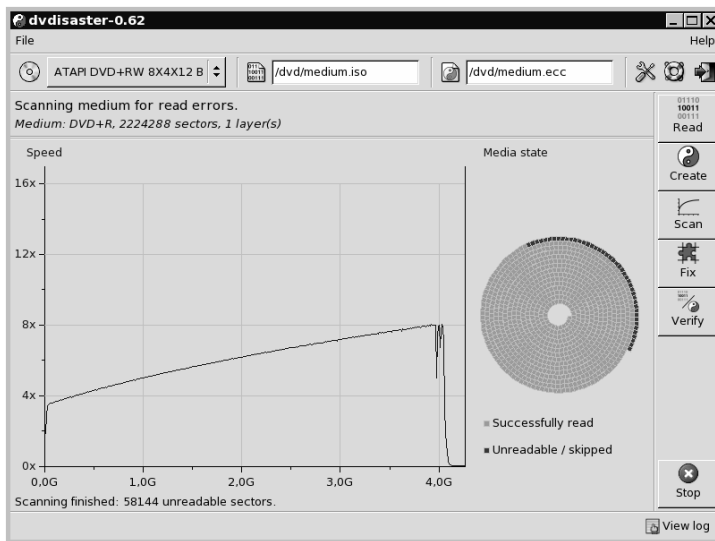 dvdisaster-0.62
File Help
ATAPI DVD+RW 8X4X12 B /dvd/medium.iso /dvd/medium.ecc
Scanning medium for read errors.
Medium: DVD+R, 2224288 sectors, 1 layer(s)
01110
10011
00111
Read
Create
Scan
Fix
Verify
Stop
Speed
16x
12x
8x
4x
0x
0,0G 1,0G 2,0G 3,0G 4,0G
Media state
Successfully read
Unreadable / skipped
Scanning finished: 58144 unreadable sectors.
View log